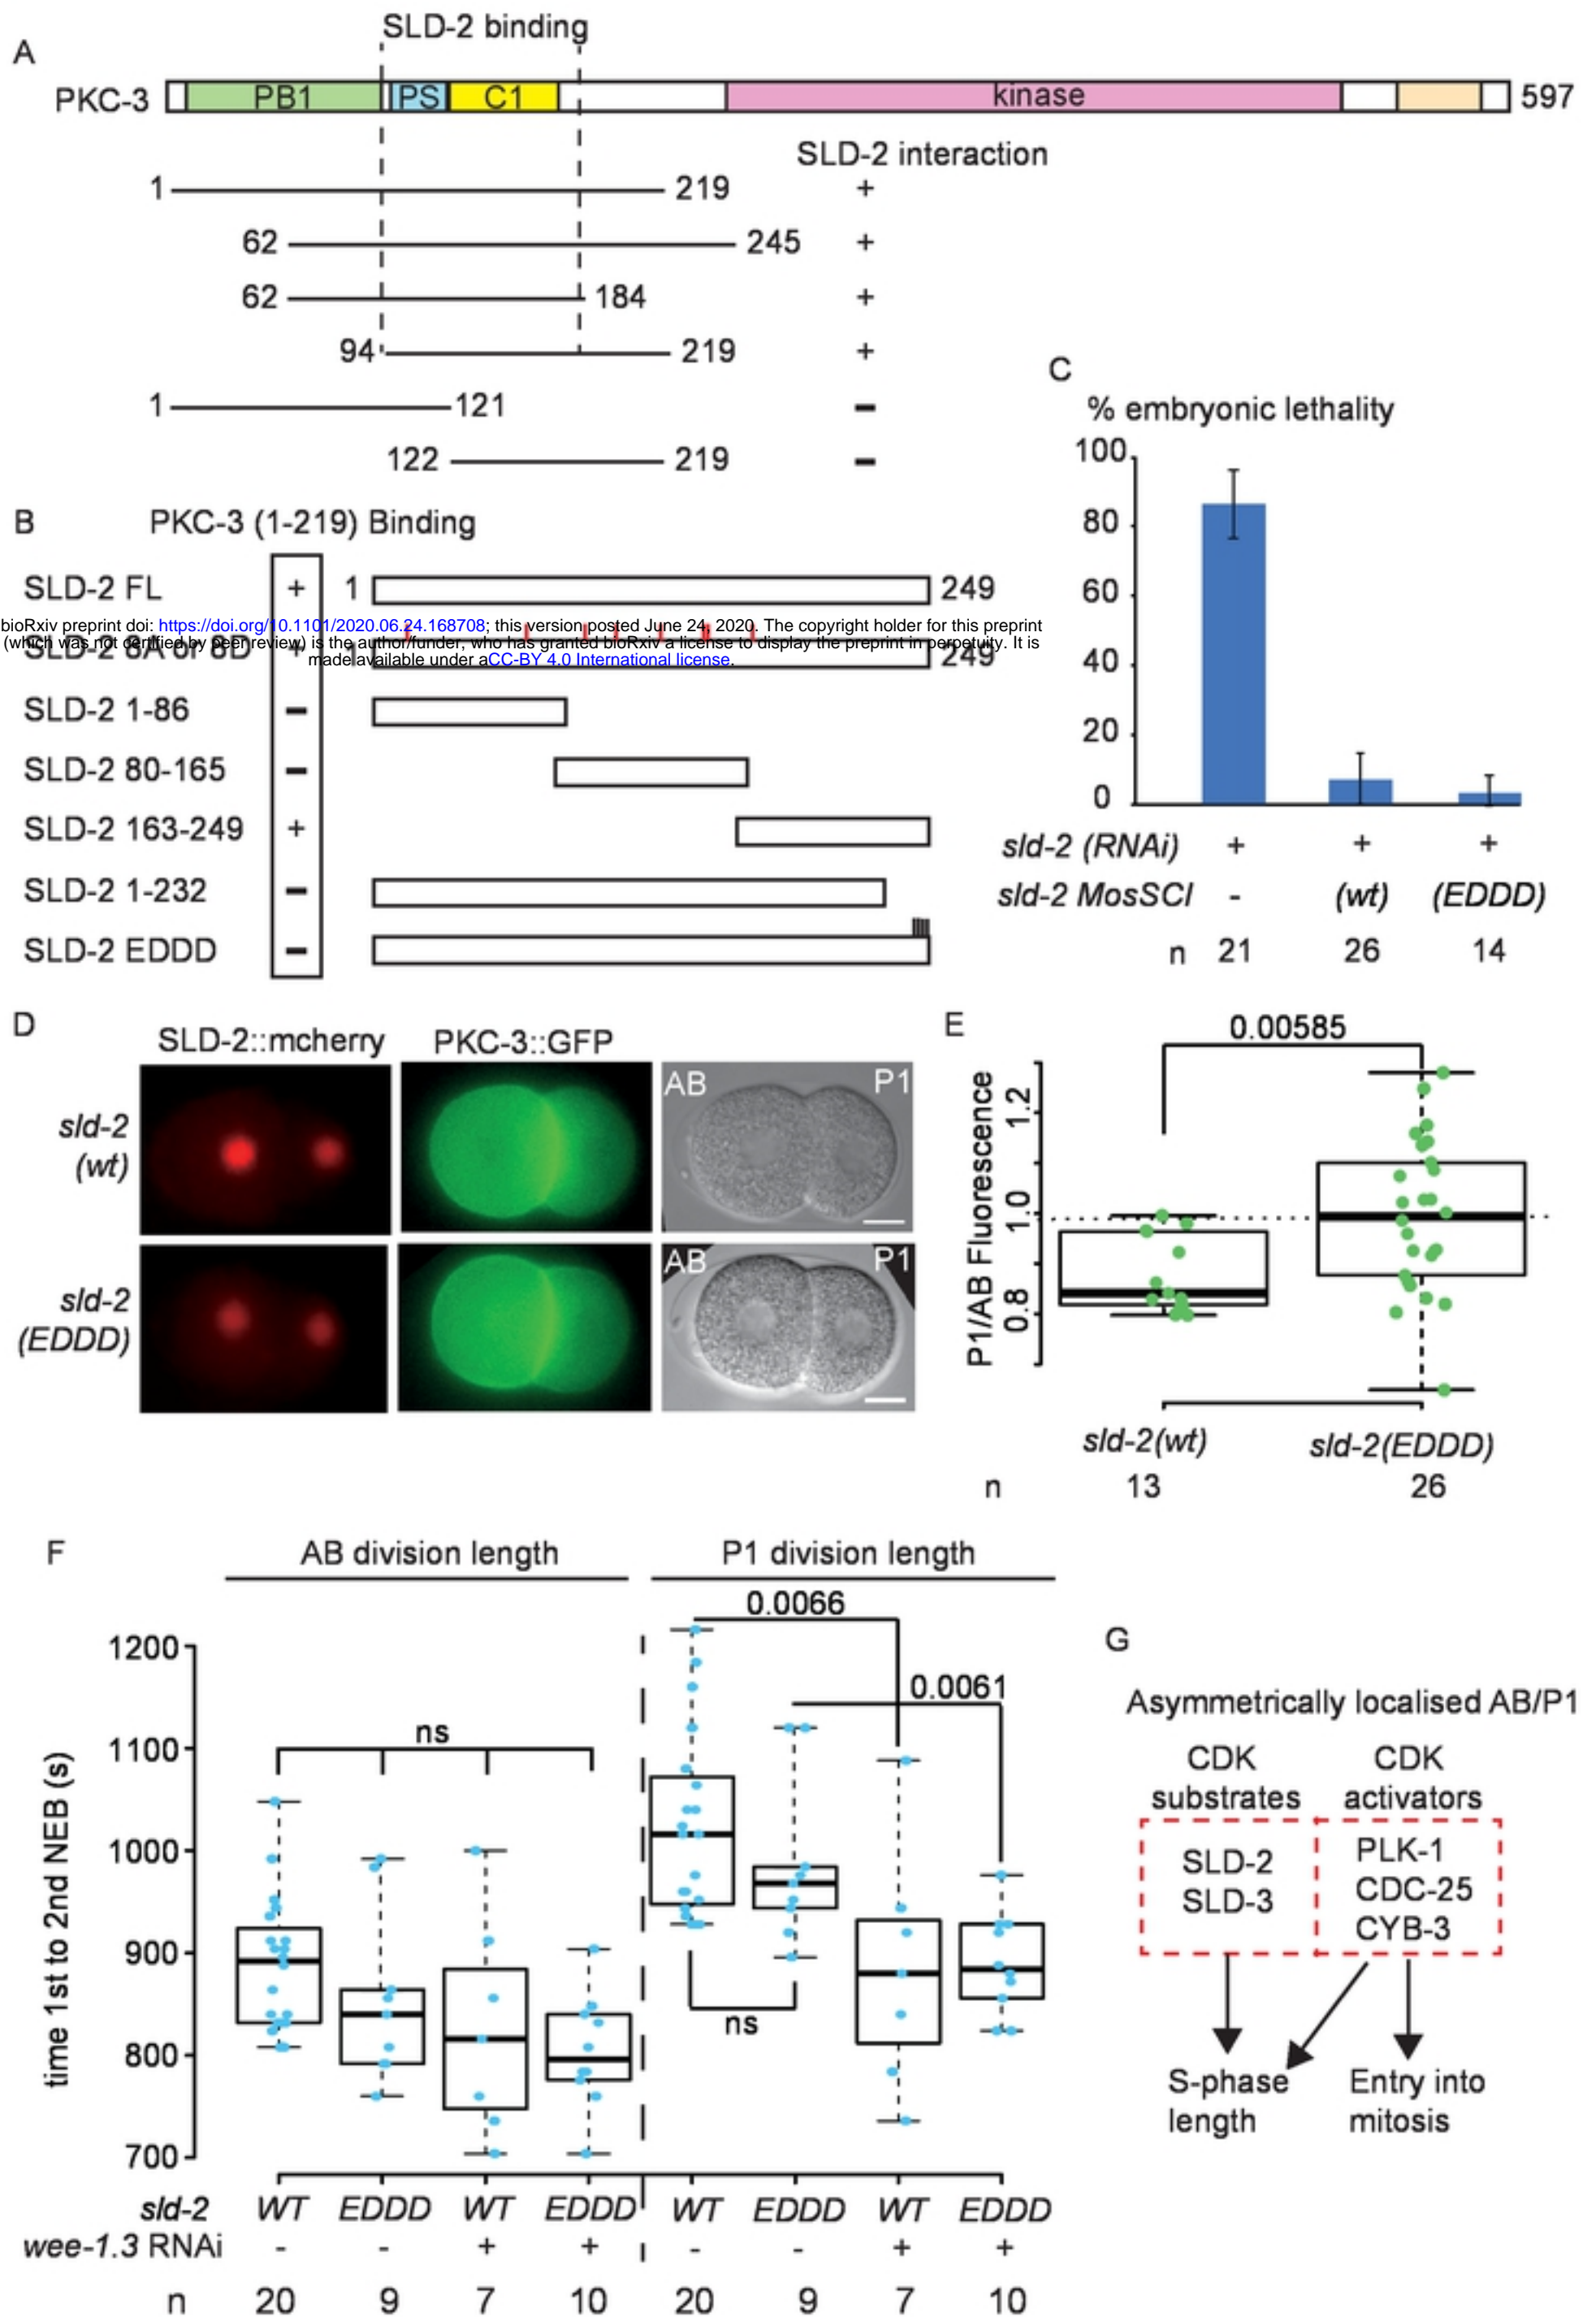 A
SLD-2 binding
PKC-3 PB1 PS C1 kinase 597
SLD-2 interaction
1 219 +
62 245 +
62 184 +
94 219 +
1 121 -
122 219 -
B PKC-3 (1-219) Binding
SLD-2 FL + 1 249
bioRxiv preprint doi: https://doi.org/10.1101/2020.06.24.168708; this version posted June 24, 2020. The copyright holder for this preprint
(which was not certified by peer review) is the author/funder, who has granted bioRxiv a license to display the preprint in perpetuity. It is
made available under aCC-BY 4.0 International license.
SLD-2 8A or 8D + 1 249
SLD-2 1-86 -
SLD-2 80-165 -
SLD-2 163-249 +
SLD-2 1-232 -
SLD-2 EDDD -
C
% embryonic lethality
100
80
60
40
20
0
sld-2 (RNAi) + + +
sld-2 MosSCI - (wt) (EDDD)
n 21 26 14
D
SLD-2::mcherry PKC-3::GFP
sld-2
(wt)
AB P1
sld-2
(EDDD)
AB P1
E
0.00585
P1/AB Fluorescence
1.2
1.0
0.8
sld-2(wt) sld-2(EDDD)
n 13 26
F
AB division length P1 division length
0.0066
0.0061
ns
ns
time 1st to 2nd NEB (s)
1200
1100
1000
900
800
700
sld-2 WT EDDD WT EDDD WT EDDD WT EDDD
wee-1.3 RNAi - - + + - - + +
n 20 9 7 10 20 9 7 10
G
Asymmetrically localised AB/P1
CDK CDK
substrates activators
SLD-2 PLK-1
SLD-3 CDC-25
CYB-3
S-phase Entry into
length mitosis